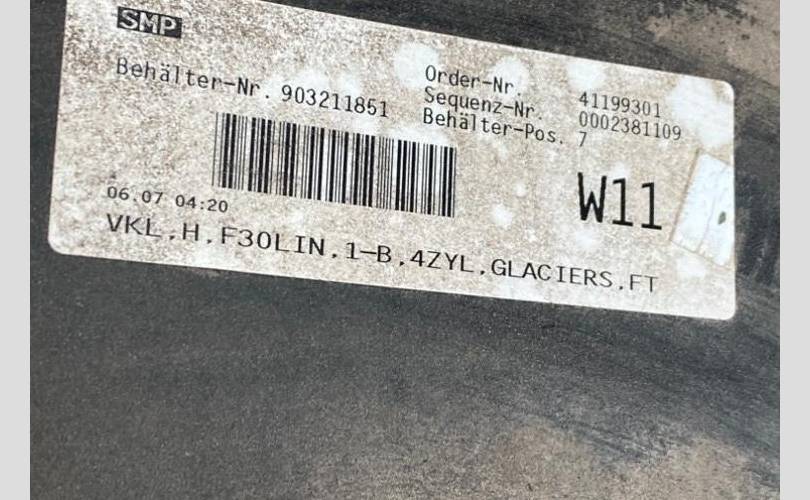 SMP
Behälter-Nr. 903211851
Order-Nr. 41199301
Sequenz-Nr. 0002381109
Behälter-Pos. 7
W11
06.07 04:20
VKL.H.F30LIN.1-B.4ZYL.GLACIERS.FT